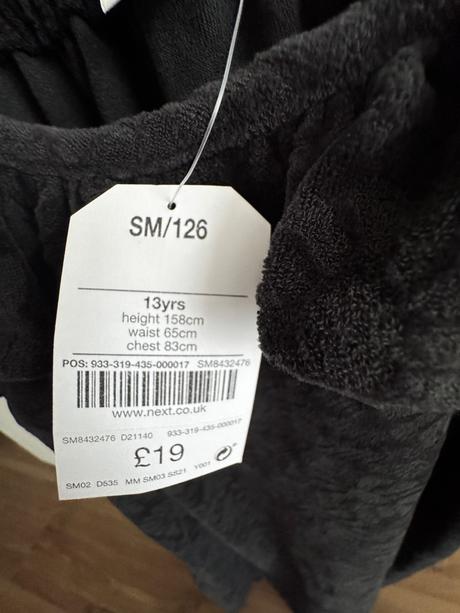 SM/126
13yrs
height 158cm
waist 65cm
chest 83cm
POS: 933-319-435-000017 SM8432476
www.next.co.uk
SM8432476 D21140 933-319-435-000017
£19
SM02 D535 MM SM03 SS21 Y001